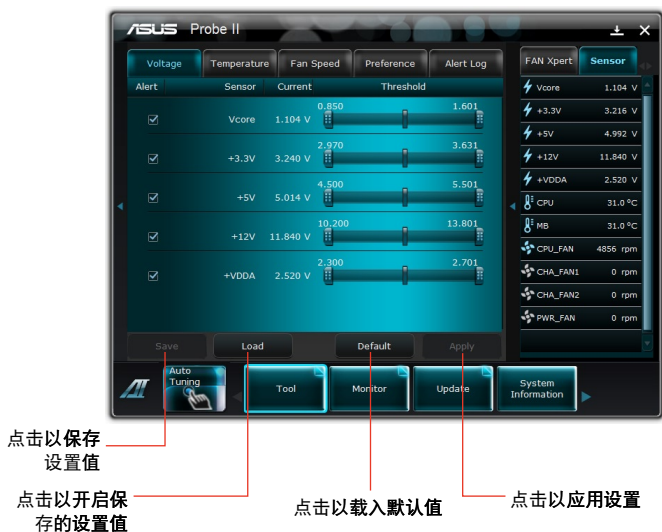 ASUS Probe II
Voltage Temperature Fan Speed Preference Alert Log
Alert Sensor Current Threshold
0.850 1.601
Vcore 1.104 V
2.970 3.631
+3.3V 3.240 V
4.500 5.501
+5V 5.014 V
10.200 13.801
+12V 11.840 V
2.300 2.701
+VDDA 2.520 V
Save Load Default Apply
FAN Xpert Sensor
Vcore 1.104 V
+3.3V 3.216 V
+5V 4.992 V
+12V 11.840 V
+VDDA 2.520 V
CPU 31.0 ºC
MB 31.0 ºC
CPU_FAN 4856 rpm
CHA_FAN1 0 rpm
CHA_FAN2 0 rpm
PWR_FAN 0 rpm
AI
Auto
Tuning
Tool
Monitor
Update
System
Information
点击以保存
设置值
点击以开启保
存的设置值
点击以载入默认值
点击以应用设置